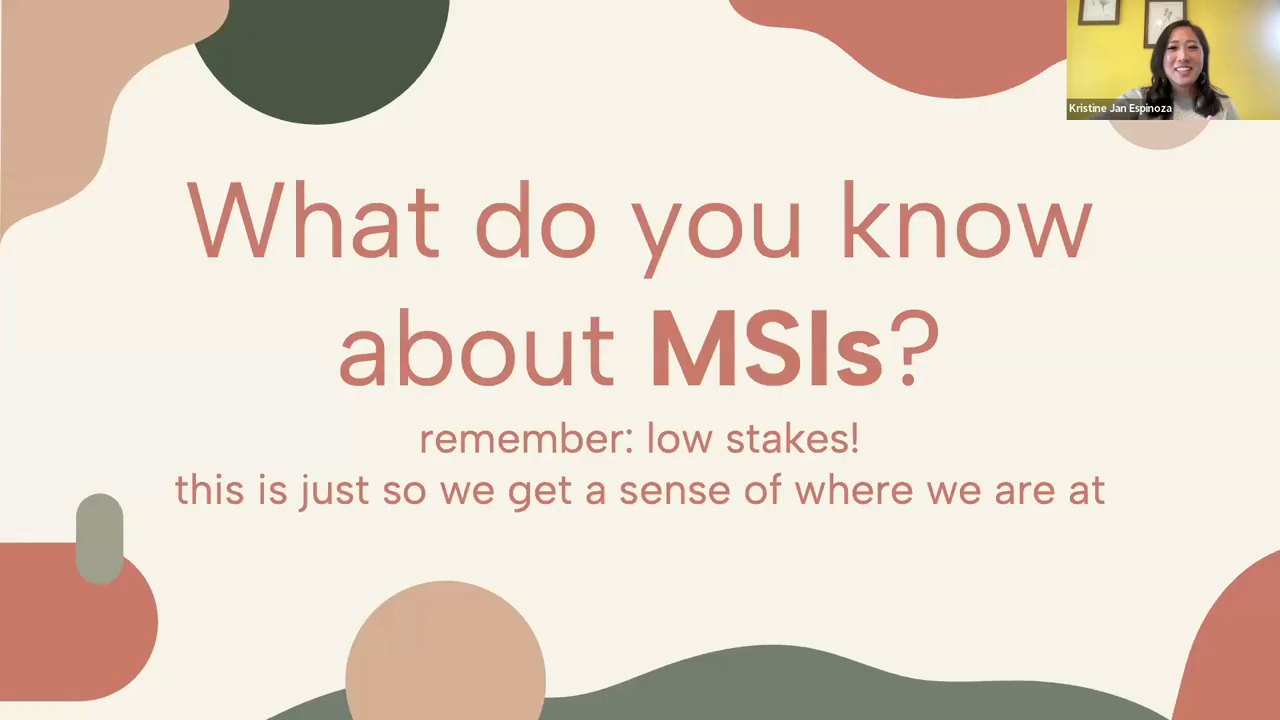 Kristine Jan Espinoza
What do you know
about MSIs?
remember: low stakes!
this is just so we get a sense of where we are at